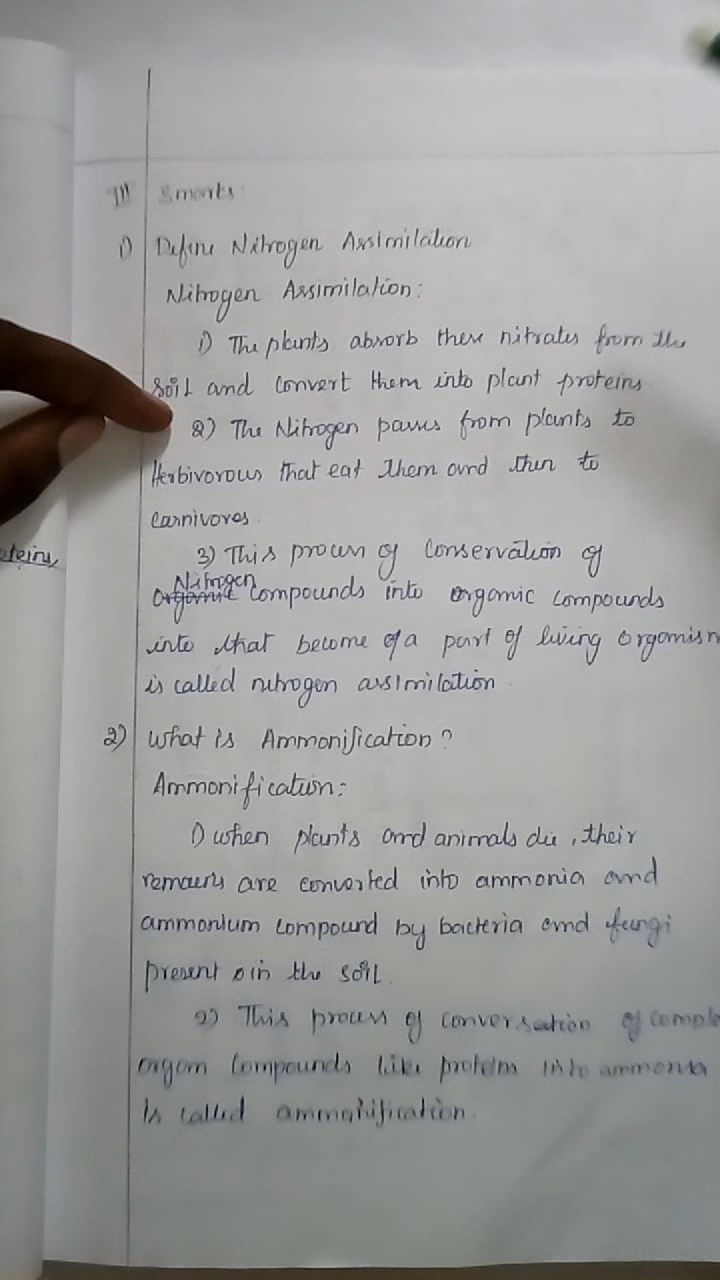 III 5marks:
1) Define Nitrogen Assimilation
Nitrogen Assimilation:
1) The plants absorb these nitrates from the
soil and convert them into plant proteins
2) The Nitrogen passes from plants to
Herbivorous that eat them and then to
carnivores.
3) This process of conservation of
Nitrogen
organic compounds into organic compounds
into that become of a part of living organism
is called nitrogen assimilation.
2) What is Ammonification?
Ammonification:
1) when plants and animals die, their
remains are converted into ammonia and
ammonium compound by bacteria and fungi
present in the soil.
2) This process of conversation of comple
organ compounds like proteins into ammonia
is called ammonification.
oteins,